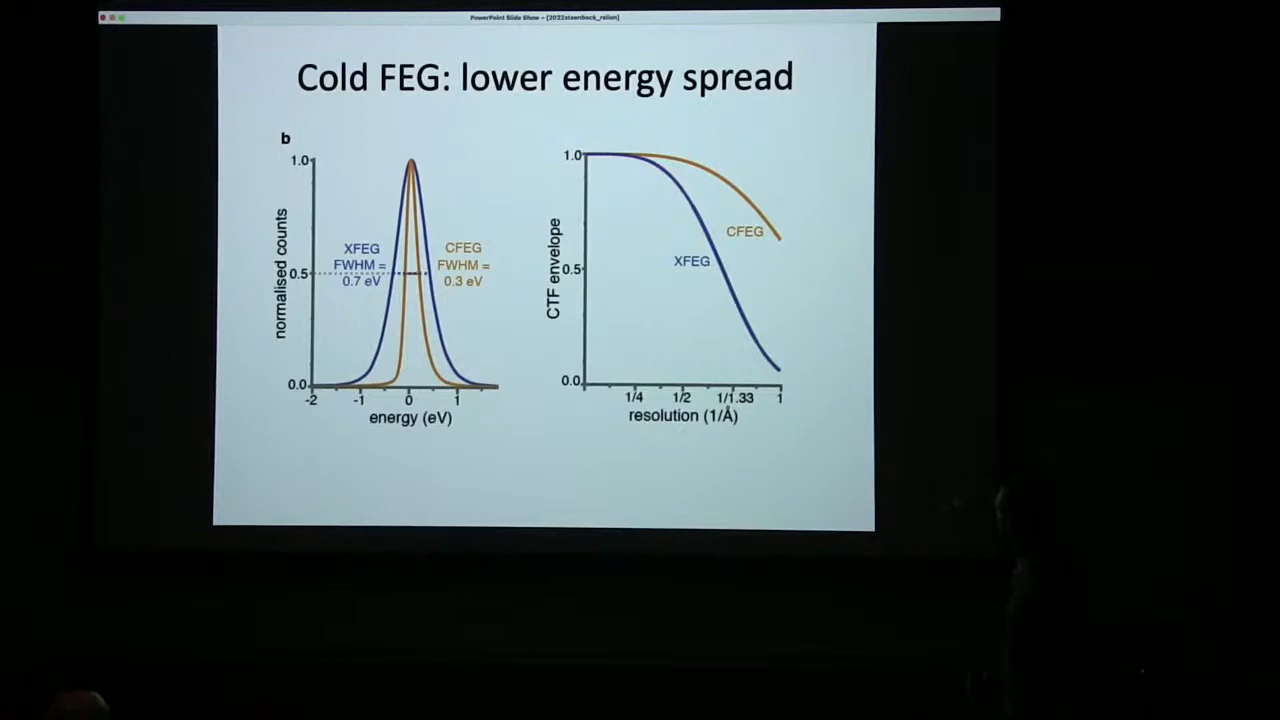 PowerPoint Slide Show - [2022steenbock_relion]
Cold FEG: lower energy spread
b
1.0
0.5
0.0
normalised counts
XFEG
FWHM =
0.7 eV
CFEG
FWHM =
0.3 eV
-2 -1 0 1
energy (eV)
1.0
0.5
0.0
CTF envelope
CFEG
XFEG
1/4 1/2 1/1.33 1
resolution (1/Å)